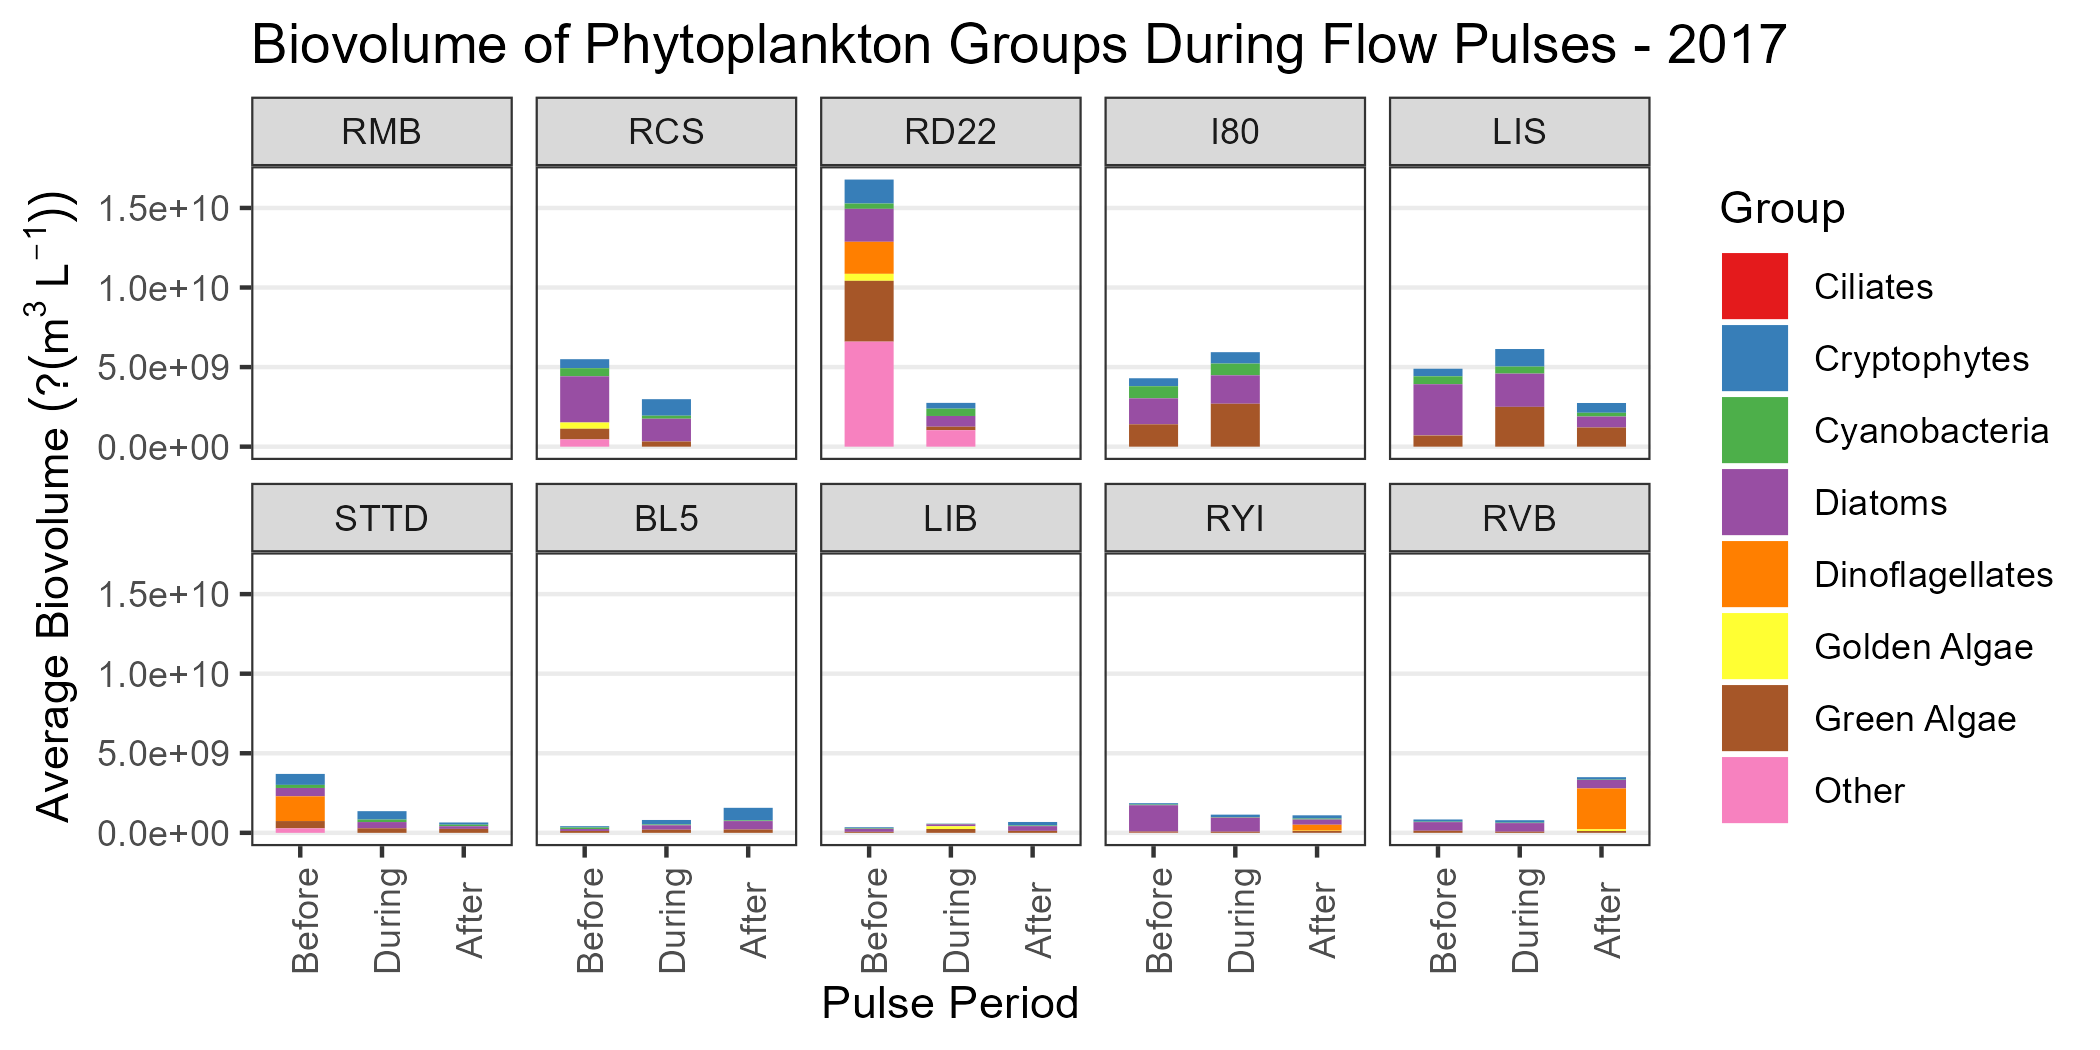 Biovolume of Phytoplankton Groups During Flow Pulses - 2017
RMB
RCS
RD22
I80
LIS
1.5e+10
1.0e+10
5.0e+09
0.0e+00
STTD
BL5
LIB
RYI
RVB
1.5e+10
1.0e+10
5.0e+09
0.0e+00
Before
During
After
Before
During
After
Before
During
After
Before
During
After
Before
During
After
Pulse Period
Average Biovolume (?(m³ L⁻¹))
Group
Ciliates
Cryptophytes
Cyanobacteria
Diatoms
Dinoflagellates
Golden Algae
Green Algae
Other